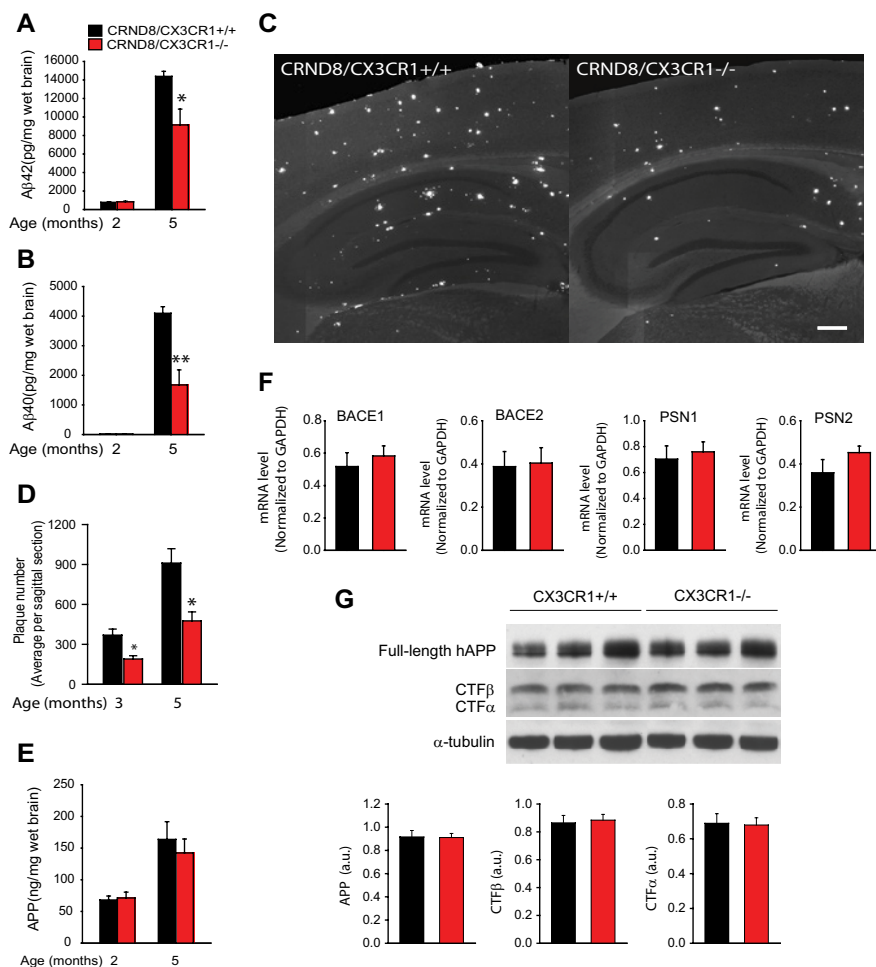 A
CRND8/CX3CR1+/+
CRND8/CX3CR1-/-
Aβ42(pg/mg wet brain)
16000
14000
12000
10000
8000
6000
4000
2000
0
*
Age (months) 2 5
B
Aβ40(pg/mg wet brain)
5000
4000
3000
2000
1000
0
**
Age (months) 2 5
C
CRND8/CX3CR1+/+
CRND8/CX3CR1-/-
D
Plaque number
(Average per sagittal section)
1200
900
600
300
0
*
*
Age (months) 3 5
E
APP(ng/mg wet brain)
250
200
150
100
50
0
Age (months) 2 5
F
BACE1
mRNA level
(Normalized to GAPDH)
0.8
0.6
0.4
0.2
0.0
BACE2
mRNA level
(Normalized to GAPDH)
0.6
0.4
0.2
0.0
PSN1
mRNA level
(Normalized to GAPDH)
1.0
0.8
0.6
0.4
0.2
0.0
PSN2
mRNA level
(Normalized to GAPDH)
0.6
0.4
0.2
0.0
G
CX3CR1+/+ CX3CR1-/-
Full-length hAPP
CTFβ
CTFα
α-tubulin
APP (a.u.)
1.2
1.0
0.8
0.6
0.4
0.2
0.0
CTFβ (a.u.)
1.0
0.8
0.6
0.4
0.2
0.0
CTFα (a.u.)
0.8
0.6
0.4
0.2
0.0